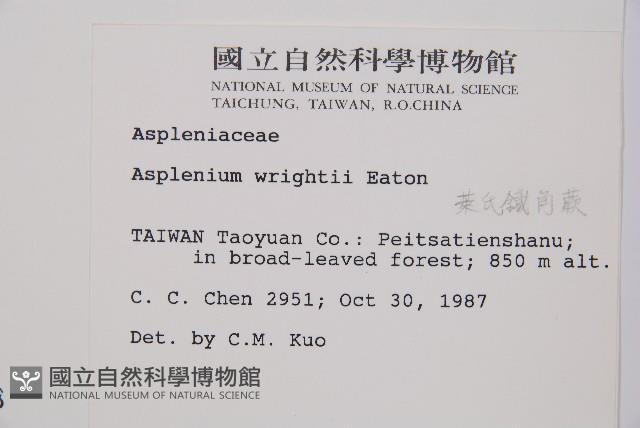 國立自然科學博物館
NATIONAL MUSEUM OF NATURAL SCIENCE
TAICHUNG, TAIWAN, R.O.CHINA
Aspleniaceae
Asplenium wrightii Eaton
萊氏鐵角蕨
TAIWAN Taoyuan Co.: Peitsatienshanu;
in broad-leaved forest; 850 m alt.
C. C. Chen 2951; Oct 30, 1987
Det. by C.M. Kuo
國立自然科學博物館
NATIONAL MUSEUM OF NATURAL SCIENCE